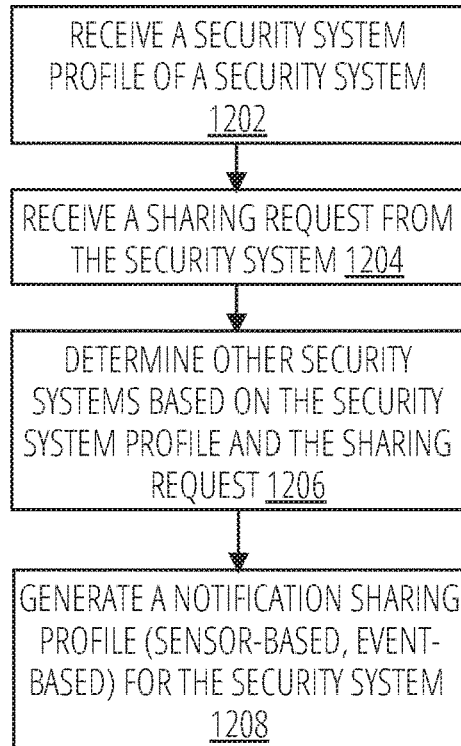 RECEIVE A SECURITY SYSTEM
PROFILE OF A SECURITY SYSTEM
1202
RECEIVE A SHARING REQUEST FROM
THE SECURITY SYSTEM 1204
DETERMINE OTHER SECURITY
SYSTEMS BASED ON THE SECURITY
SYSTEM PROFILE AND THE SHARING
REQUEST 1206
GENERATE A NOTIFICATION SHARING
PROFILE (SENSOR-BASED, EVENT-
BASED) FOR THE SECURITY SYSTEM
1208